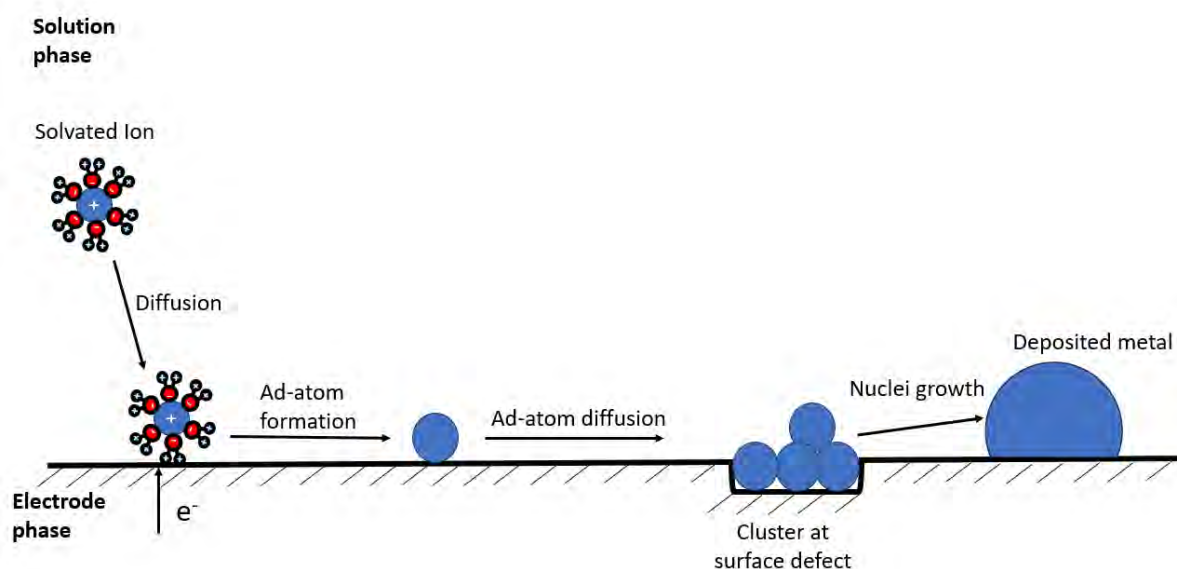 Solution
phase
Solvated Ion
Diffusion
Ad-atom
formation
Ad-atom diffusion
Nuclei growth
Deposited metal
Electrode
phase
e⁻
Cluster at
surface defect